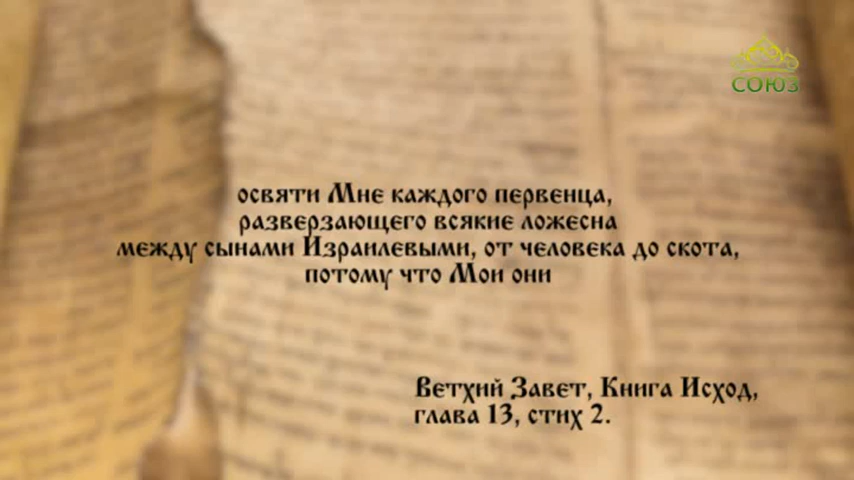 СОЮЗ
освяти Мне каждого первенца,
разверзающего всякие ложесна
между сынами Израилевыми, от человека до скота,
потому что Мои они
Ветхий Завет, Книга Исход,
глава 13, стих 2.